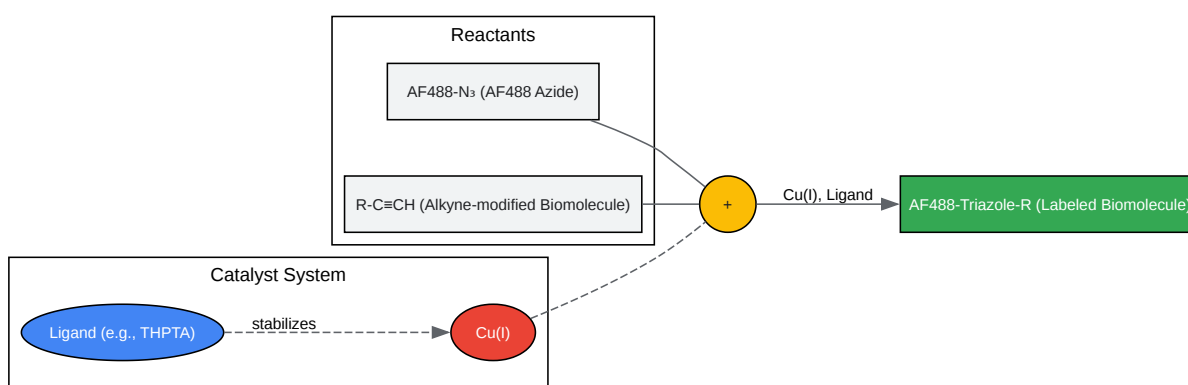 Reactants
AF488-N₃ (AF488 Azide)
R-C≡CH (Alkyne-modified Biomolecule)
+
Cu(I), Ligand
AF488-Triazole-R (Labeled Biomolecule)
Catalyst System
Ligand (e.g., THPTA)
stabilizes
Cu(I)